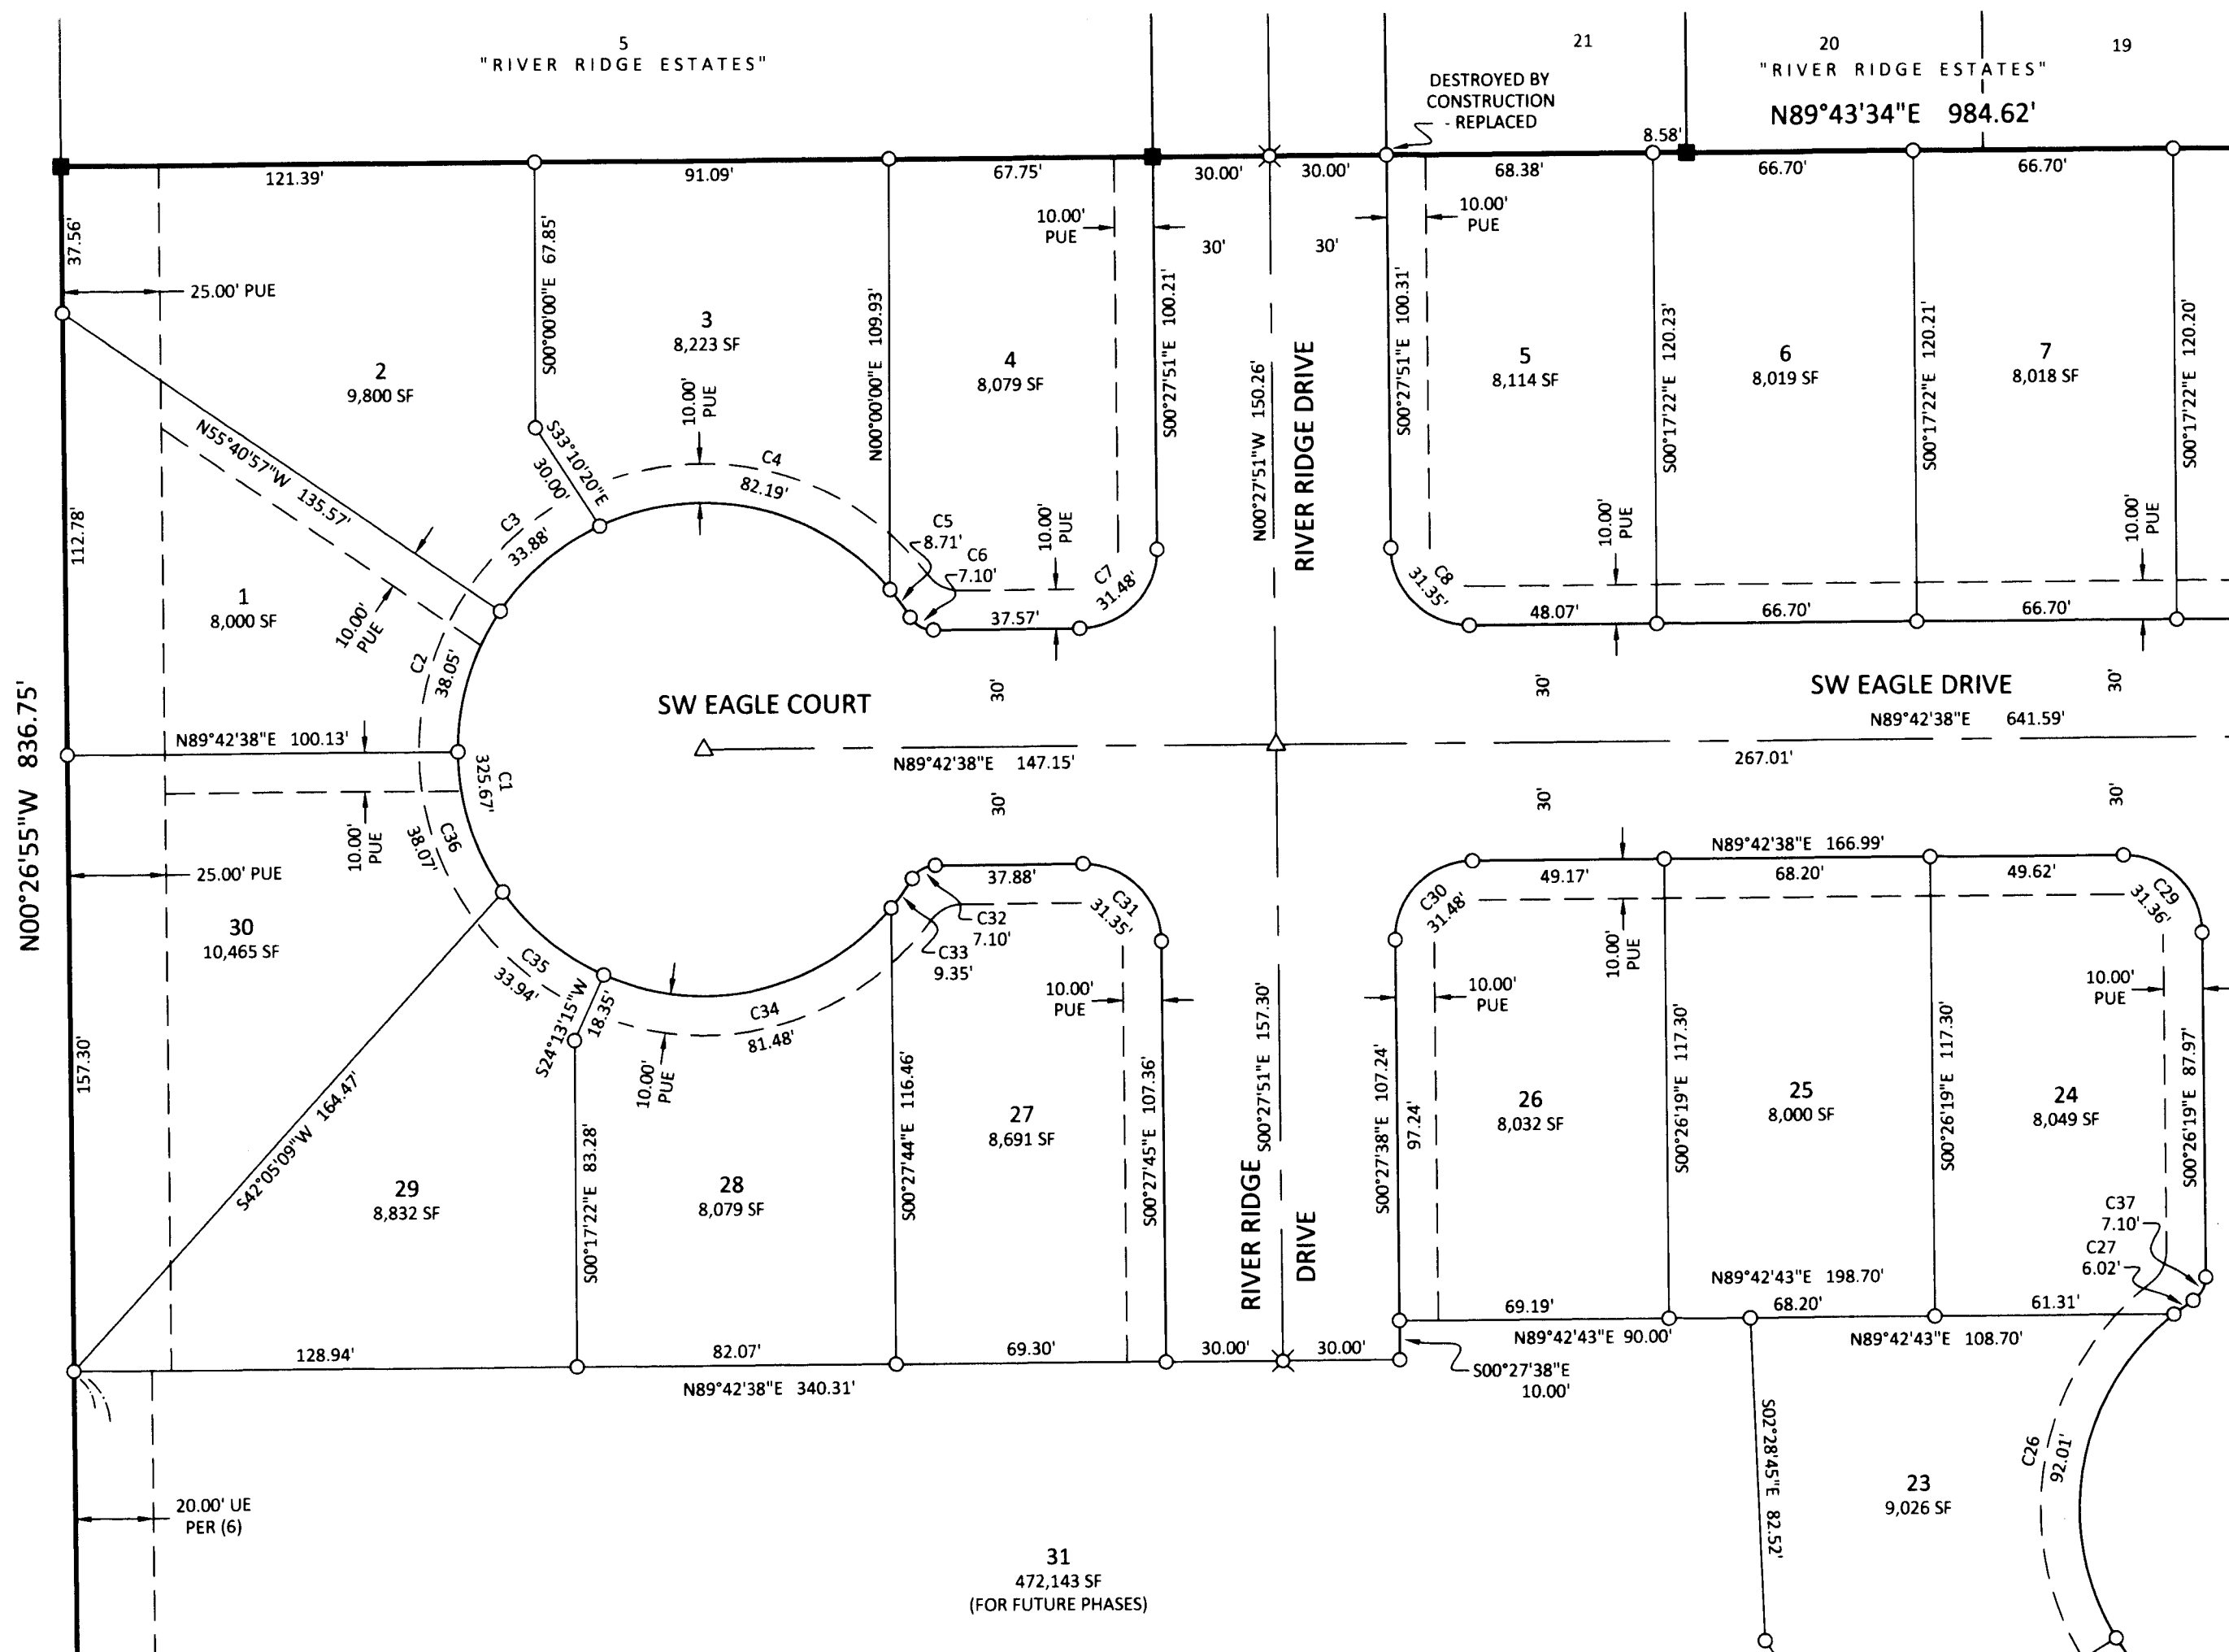 5
"RIVER RIDGE ESTATES"
21
20
"RIVER RIDGE ESTATES"
19
DESTROYED BY
CONSTRUCTION
- REPLACED
N89°43'34"E 984.62'
8.58'
121.39'
91.09'
67.75'
30.00'
30.00'
68.38'
66.70'
66.70'
37.56'
25.00' PUE
S00°00'00"E 67.85'
10.00'
PUE
30'
30'
10.00'
PUE
2
9,800 SF
3
8,223 SF
10.00'
PUE
N00°00'00"E 109.93'
4
8,079 SF
S00°27'51"E 100.21'
N00°27'51"W 150.26'
RIVER RIDGE DRIVE
S00°27'51"E 100.31'
5
8,114 SF
S00°17'22"E 120.23'
6
8,019 SF
S00°17'22"E 120.21'
7
8,018 SF
S00°17'22"E 120.20'
N55°40'57"W 135.57'
S33°10'20"E
30.00'
C4
82.19'
C3
33.88'
C5
8.71'
C6
7.10'
10.00'
PUE
C7
31.48'
C8
31.35'
10.00'
PUE
10.00'
PUE
112.78'
1
8,000 SF
10.00'
PUE
37.57'
48.07'
66.70'
66.70'
C2
38.05'
N00°26'55"W 836.75'
SW EAGLE COURT
30'
30'
SW EAGLE DRIVE
30'
N89°42'38"E 641.59'
N89°42'38"E 100.13'
N89°42'38"E 147.15'
267.01'
C1
325.67'
30'
30'
30'
10.00'
PUE
C36
38.07'
25.00' PUE
30
10,465 SF
37.88'
C31
31.35'
C32
7.10'
C33
9.35'
C30
31.48'
49.17'
N89°42'38"E 166.99'
68.20'
49.62'
C29
31.36'
10.00'
PUE
C35
33.94'
S24°13'15"W
18.35'
C34
81.48'
10.00'
PUE
10.00'
PUE
10.00'
PUE
10.00'
PUE
157.30'
S42°05'09"W 164.47'
S00°17'22"E 83.28'
S00°27'44"E 116.46'
27
8,691 SF
S00°27'45"E 107.36'
S00°27'51"E 157.30'
RIVER RIDGE
DRIVE
S00°27'38"E 107.24'
97.24'
26
8,032 SF
S00°26'19"E 117.30'
25
8,000 SF
S00°26'19"E 117.30'
24
8,049 SF
S00°26'19"E 87.97'
29
8,832 SF
28
8,079 SF
C37
7.10'
C27
6.02'
N89°42'43"E 198.70'
69.19'
68.20'
61.31'
N89°42'43"E 90.00'
N89°42'43"E 108.70'
128.94'
82.07'
69.30'
30.00'
30.00'
N89°42'38"E 340.31'
S00°27'38"E
10.00'
S02°28'45"E 82.52'
C26
92.01'
23
9,026 SF
20.00' UE
PER (6)
31
472,143 SF
(FOR FUTURE PHASES)